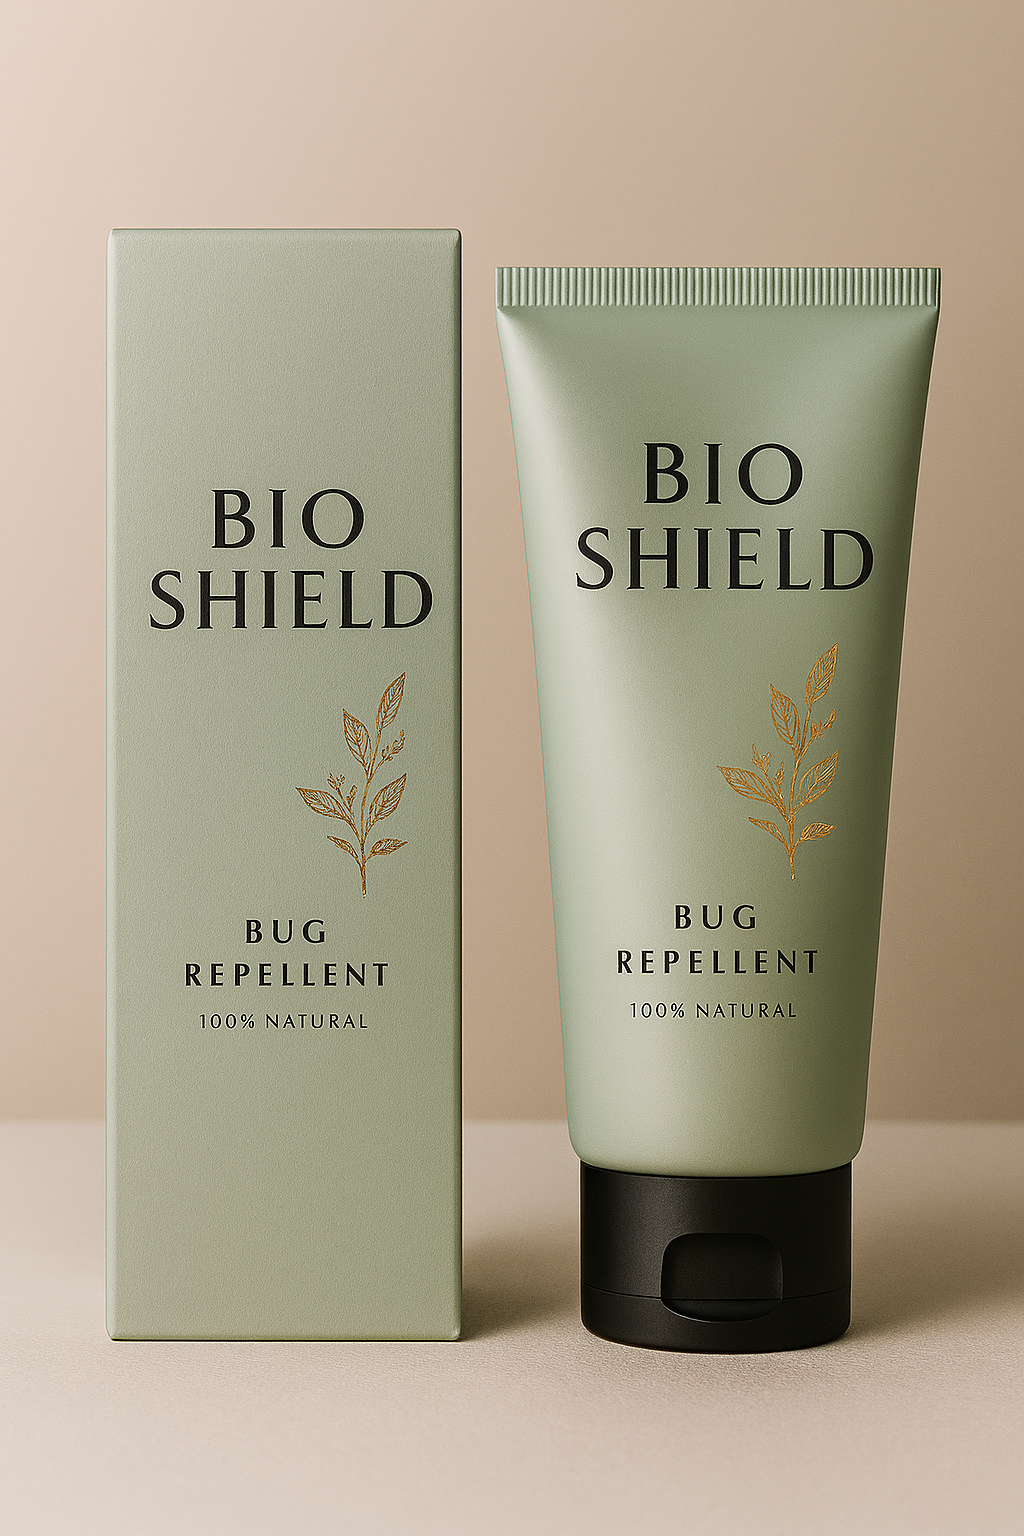 BIO
SHIELD
BUG
REPELLENT
100% NATURAL
BIO
SHIELD
BUG
REPELLENT
100% NATURAL